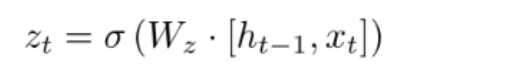 z_t = σ (W_z · [h_{t−1}, x_t])